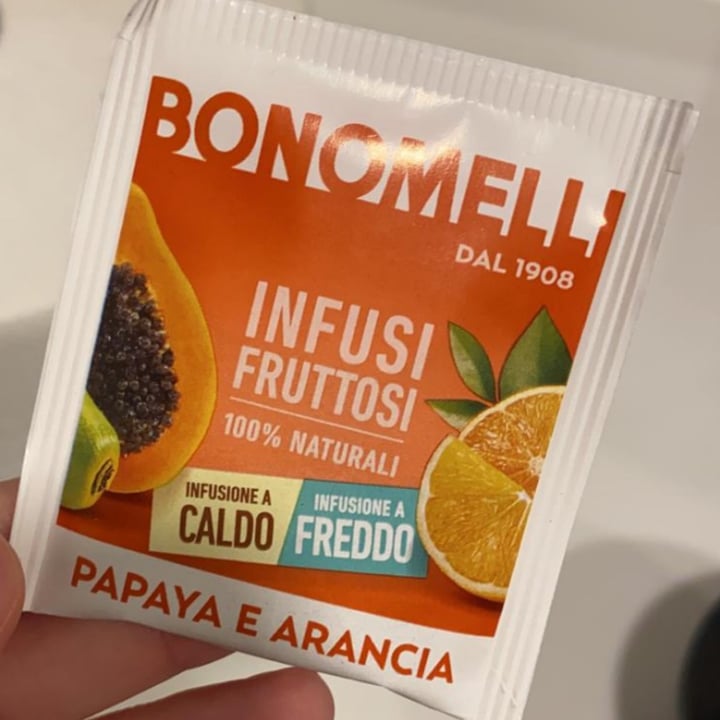 BONOMELLI
DAL 1908
INFUSI
FRUTTOSI
100% NATURALI
INFUSIONE A
CALDO
INFUSIONE A
FREDDO
PAPAYA E ARANCIA